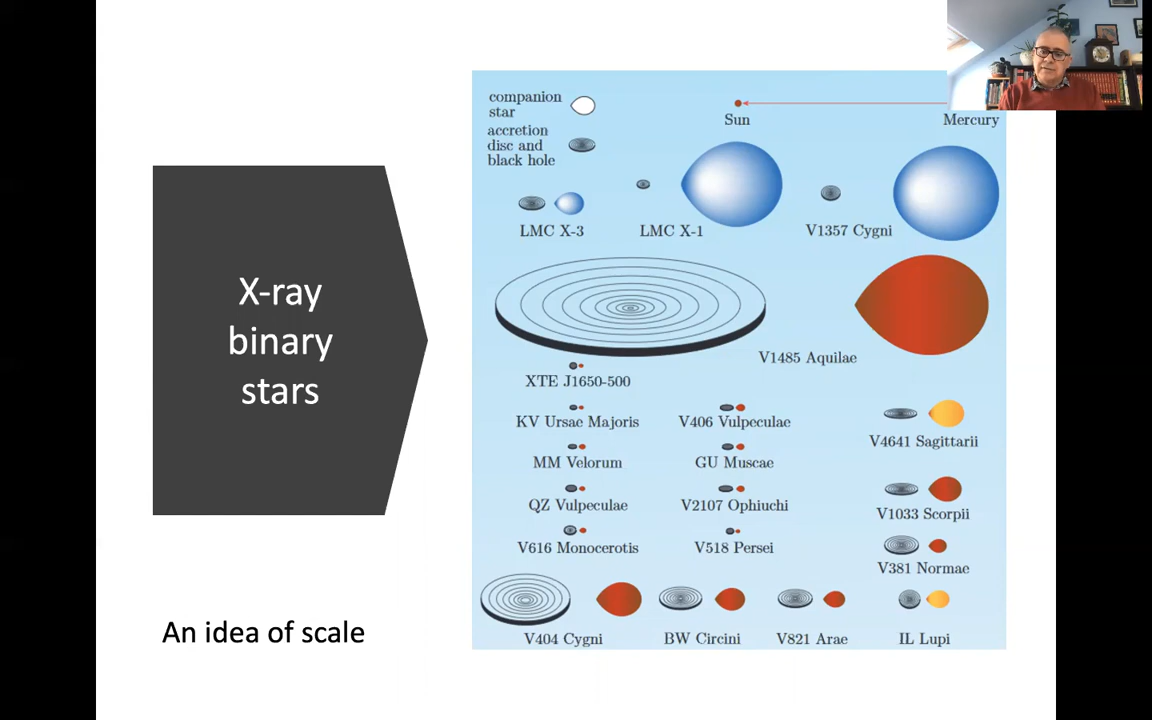 X-ray
binary
stars
An idea of scale
companion
star
accretion
disc and
black hole
Sun
Mercury
LMC X-3
LMC X-1
V1357 Cygni
V1485 Aquilae
XTE J1650-500
KV Ursae Majoris
V406 Vulpeculae
V4641 Sagittarii
MM Velorum
GU Muscae
QZ Vulpeculae
V2107 Ophiuchi
V1033 Scorpii
V616 Monocerotis
V518 Persei
V381 Normae
V404 Cygni
BW Circini
V821 Arae
IL Lupi